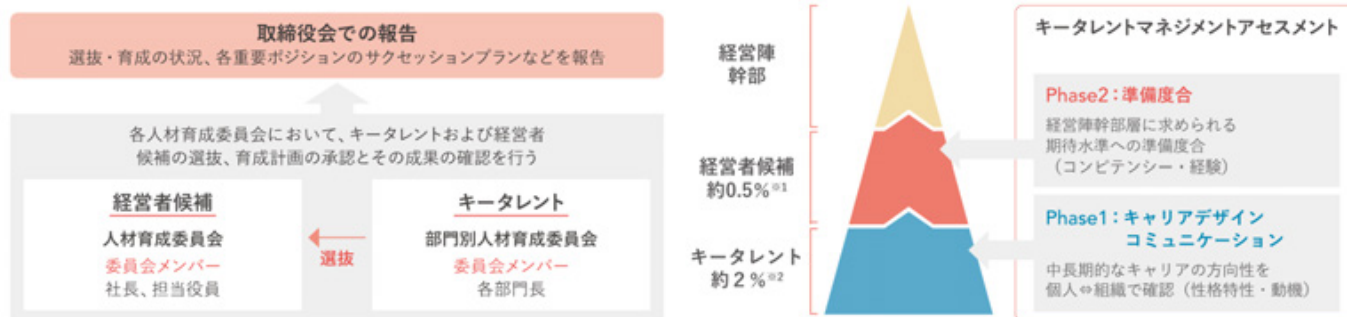 取締役会での報告
選抜・育成の状況、各重要ポジションのサクセッションプランなどを報告
各人材育成委員会において、キータレントおよび経営者
候補の選抜、育成計画の承認とその成果の確認を行う
経営者候補
人材育成委員会
委員会メンバー
社長、担当役員
選抜
キータレント
部門別人材育成委員会
委員会メンバー
各部門長
経営陣
幹部
経営者候補
約0.5%※1
キータレント
約2%※2
キータレントマネジメントアセスメント
Phase2：準備度合
経営陣幹部層に求められる
期待水準への準備度合
（コンピテンシー・経験）
Phase1：キャリアデザイン
コミュニケーション
中長期的なキャリアの方向性を
個人⇔組織で確認（性格特性・動機）